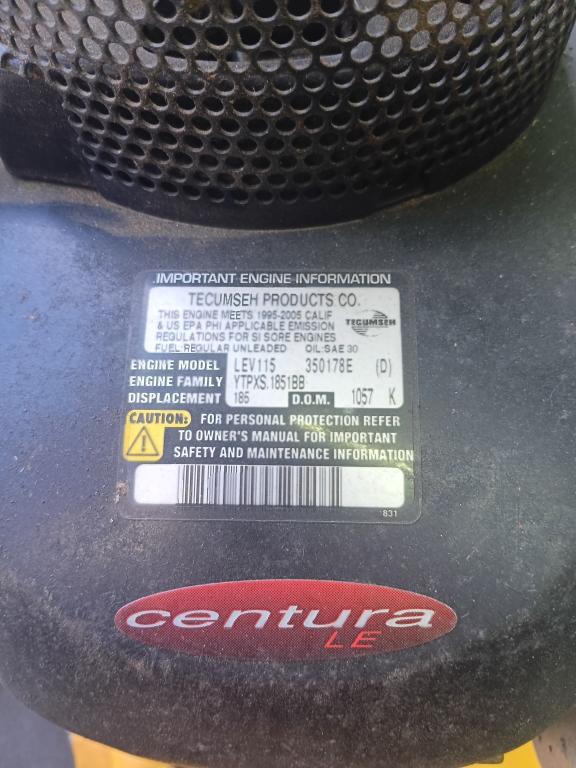 IMPORTANT ENGINE INFORMATION
TECUMSEH PRODUCTS CO.
THIS ENGINE MEETS 1995-2005 CALIF
& US EPA PHI APPLICABLE EMISSION
REGULATIONS FOR SI SORE ENGINES
FUEL:REGULAR UNLEADED OIL:SAE 30
TECUMSEH
ENGINE MODEL LEV115 350178E (D)
ENGINE FAMILY YTPXS.1851BB
DISPLACEMENT 185 D.O.M. 1057 K
CAUTION: FOR PERSONAL PROTECTION REFER
TO OWNER'S MANUAL FOR IMPORTANT
SAFETY AND MAINTENANCE INFORMATION
831
centura
LE